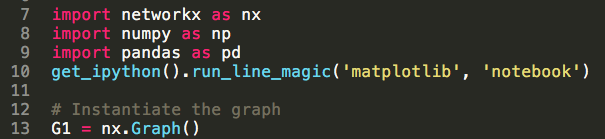 7 import networkx as nx
8 import numpy as np
9 import pandas as pd
10 get_ipython().run_line_magic('matplotlib', 'notebook')
11
12 # Instantiate the graph
13 G1 = nx.Graph()